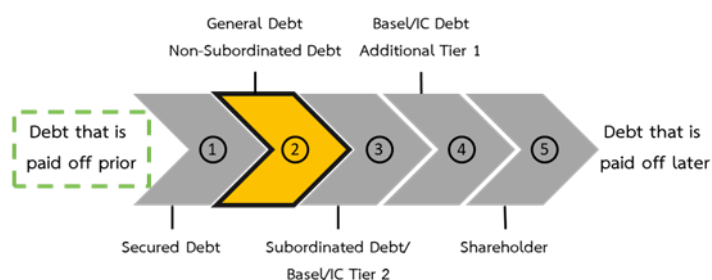 General Debt
Non-Subordinated Debt
Basel/IC Debt
Additional Tier 1
Debt that is
paid off prior
1
2
3
4
5
Debt that is
paid off later
Secured Debt
Subordinated Debt/
Basel/IC Tier 2
Shareholder